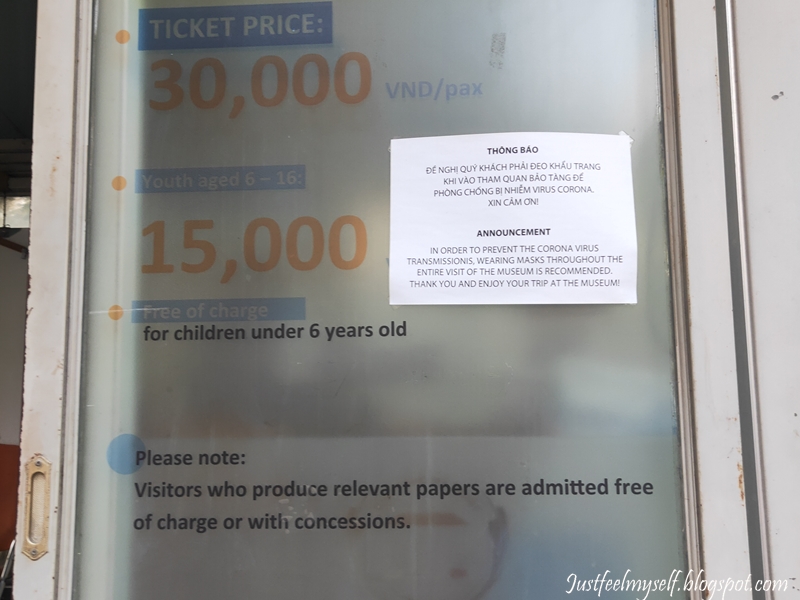 TICKET PRICE:
30,000 VND/pax
Youth aged 6 – 16:
15,000
Free of charge
for children under 6 years old
THÔNG BÁO
ĐỀ NGHỊ QUÝ KHÁCH PHẢI ĐEO KHẨU TRANG
KHI VÀO THAM QUAN BẢO TÀNG ĐỂ
PHÒNG CHỐNG BỊ NHIỄM VIRUS CORONA.
XIN CẢM ƠN!
ANNOUNCEMENT
IN ORDER TO PREVENT THE CORONA VIRUS
TRANSMISSIONS, WEARING MASKS THROUGHOUT THE
ENTIRE VISIT OF THE MUSEUM IS RECOMMENDED.
THANK YOU AND ENJOY YOUR TRIP AT THE MUSEUM!
Please note:
Visitors who produce relevant papers are admitted free
of charge or with concessions.
Justfeelmyself.blogspot.com